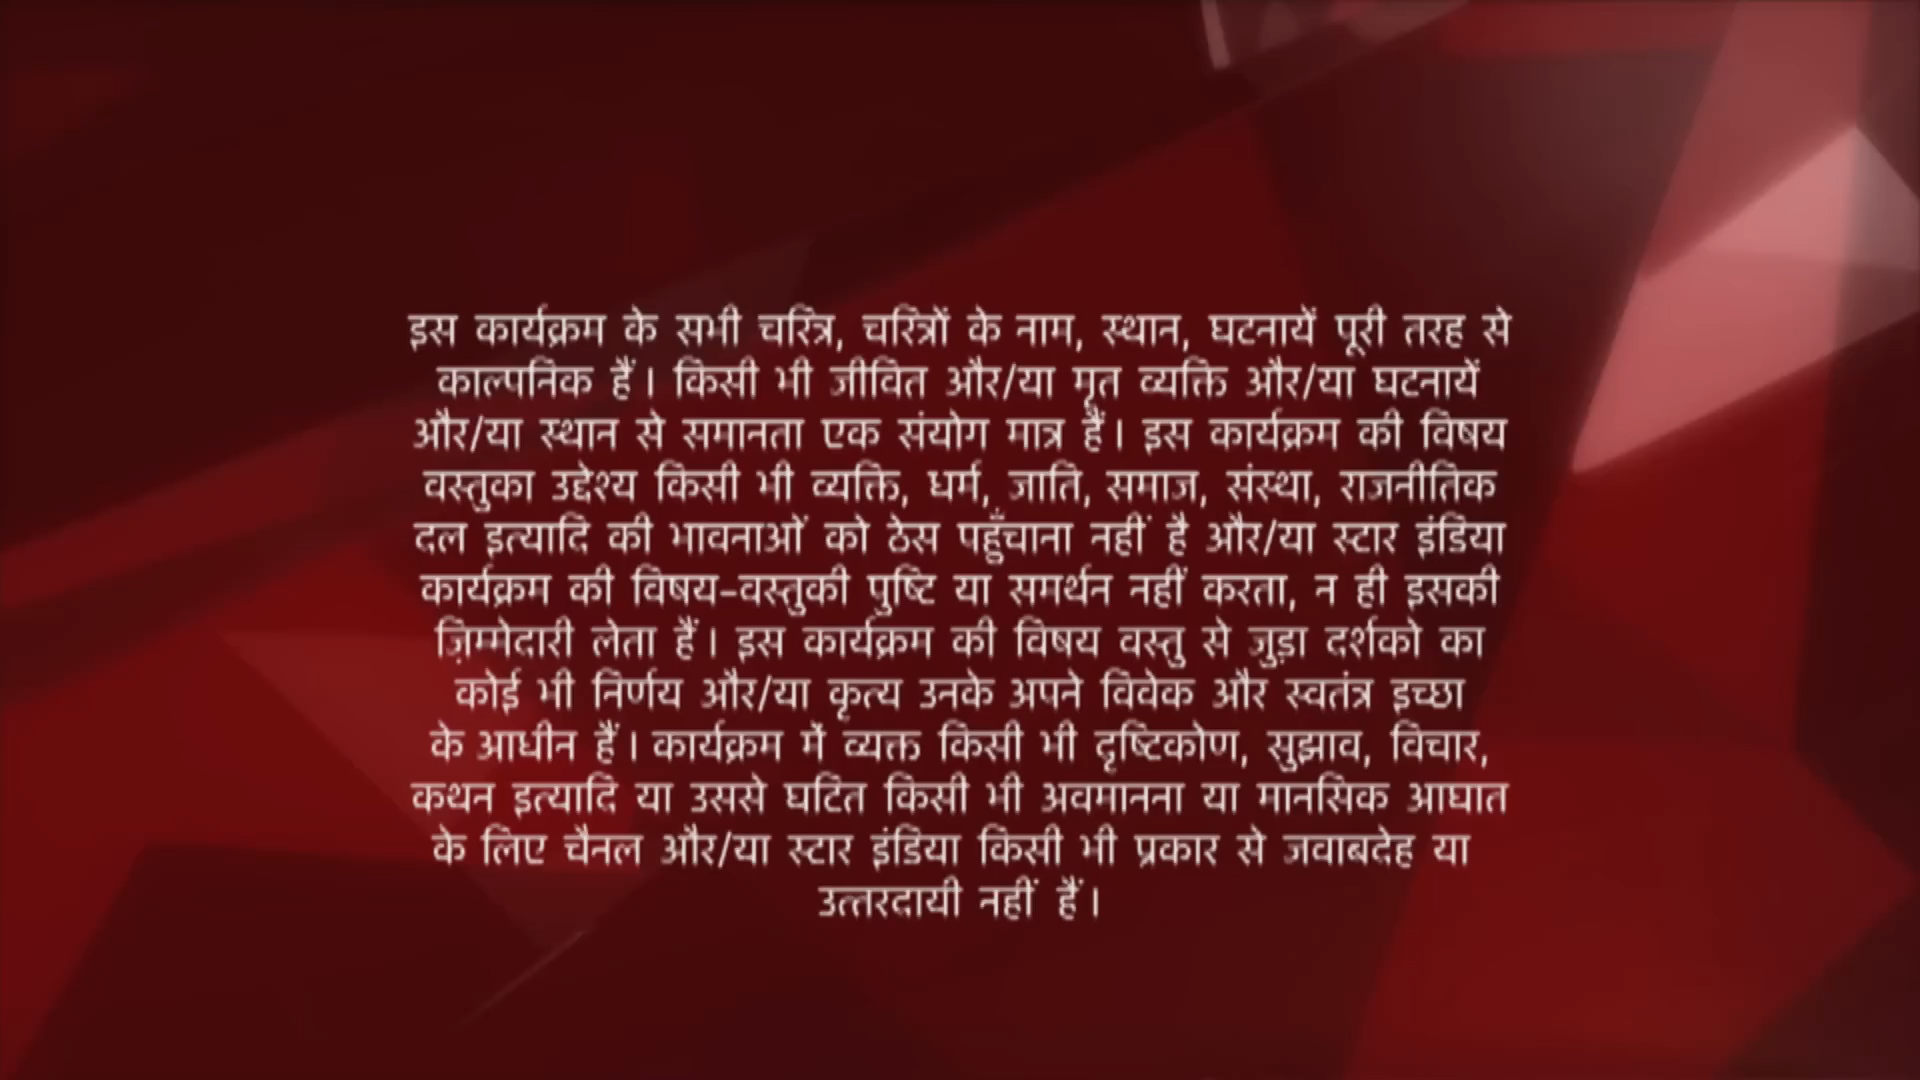 इस कार्यक्रम के सभी चरित्र, चरित्रों के नाम, स्थान, घटनायें पूरी तरह से
काल्पनिक हैं। किसी भी जीवित और/या मृत व्यक्ति और/या घटनायें
और/या स्थान से समानता एक संयोग मात्र हैं। इस कार्यक्रम की विषय
वस्तुका उद्देश्य किसी भी व्यक्ति, धर्म, जाति, समाज, संस्था, राजनीतिक
दल इत्यादि की भावनाओं को ठेस पहुँचाना नहीं है और/या स्टार इंडिया
कार्यक्रम की विषय-वस्तुकी पुष्टि या समर्थन नहीं करता, न ही इसकी
ज़िम्मेदारी लेता हैं। इस कार्यक्रम की विषय वस्तु से जुड़ा दर्शको का
कोई भी निर्णय और/या कृत्य उनके अपने विवेक और स्वतंत्र इच्छा
के आधीन हैं। कार्यक्रम में व्यक्त किसी भी दृष्टिकोण, सुझाव, विचार,
कथन इत्यादि या उससे घटित किसी भी अवमानना या मानसिक आघात
के लिए चैनल और/या स्टार इंडिया किसी भी प्रकार से जवाबदेह या
उत्तरदायी नहीं हैं।